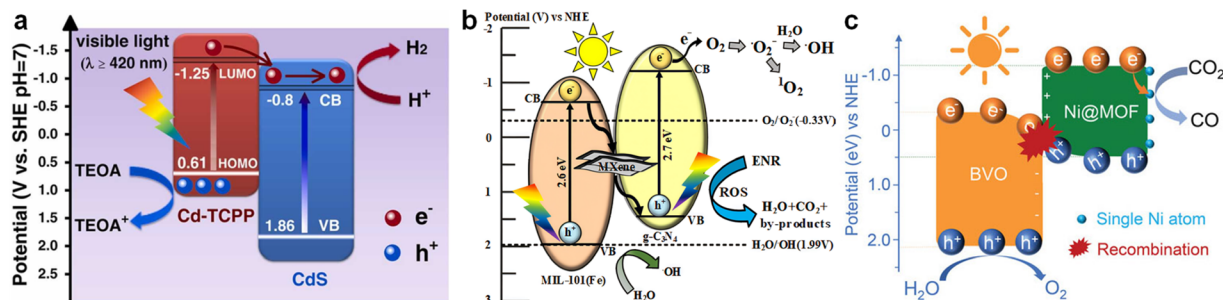 a
Potential (V vs. SHE pH=7)
-1.5
-1.0
-0.5
0.0
0.5
1.0
1.5
2.0
2.5
visible light
(λ ≥ 420 nm)
-1.25 LUMO
0.61 HOMO
Cd-TCPP
-0.8 CB
1.86 VB
CdS
H2
H+
TEOA
TEOA+
e-
h+
b
Potential (V) vs NHE
-2
-1
0
1
2
3
e-
CB
2.6 eV
h+
VB
MIL-101(Fe)
MXene
e-
CB
2.7 eV
h+
VB
g-C3N4
e-
O2
·O2-
H2O
·OH
1O2
O2/·O2-(-0.33V)
ENR
ROS
H2O+CO2+
by-products
H2O/·OH(1.99V)
·OH
H2O
c
Potential (eV) vs NHE
-1.0
0.0
1.0
2.0
e- e- e-
BVO
h+ h+ h+
H2O
O2
e- e- e-
Ni@MOF
h+ h+ h+
CO2
CO
Single Ni atom
Recombination